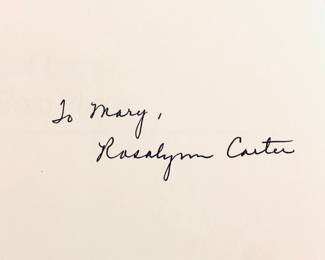 To Mary,
Rosalynn Carter